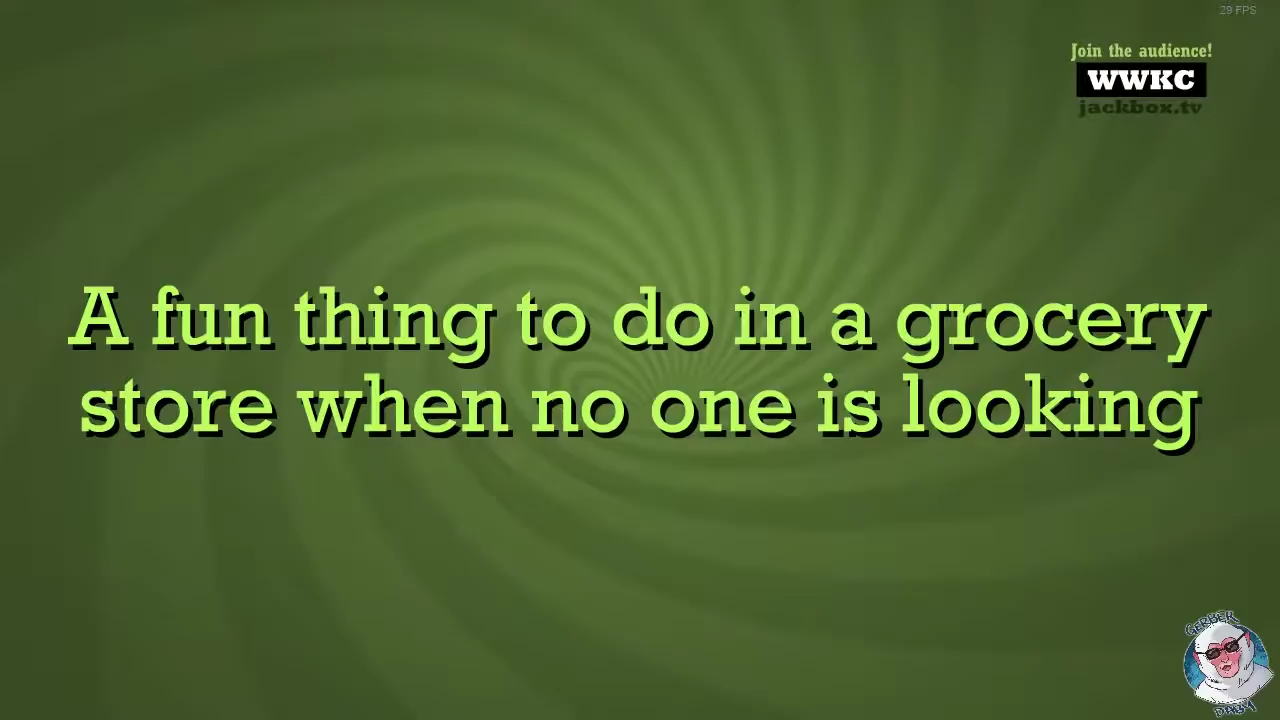 29 FPS
Join the audience!
WWKC
jackbox.tv
A fun thing to do in a grocery
store when no one is looking
GERBER